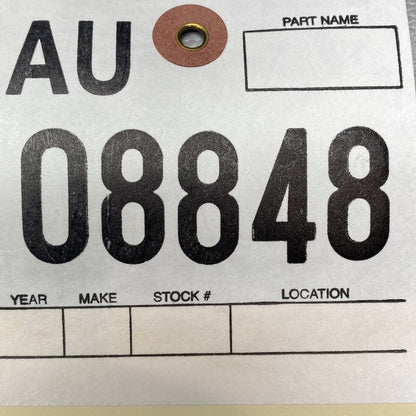 AU
PART NAME
08848
YEAR MAKE STOCK # LOCATION